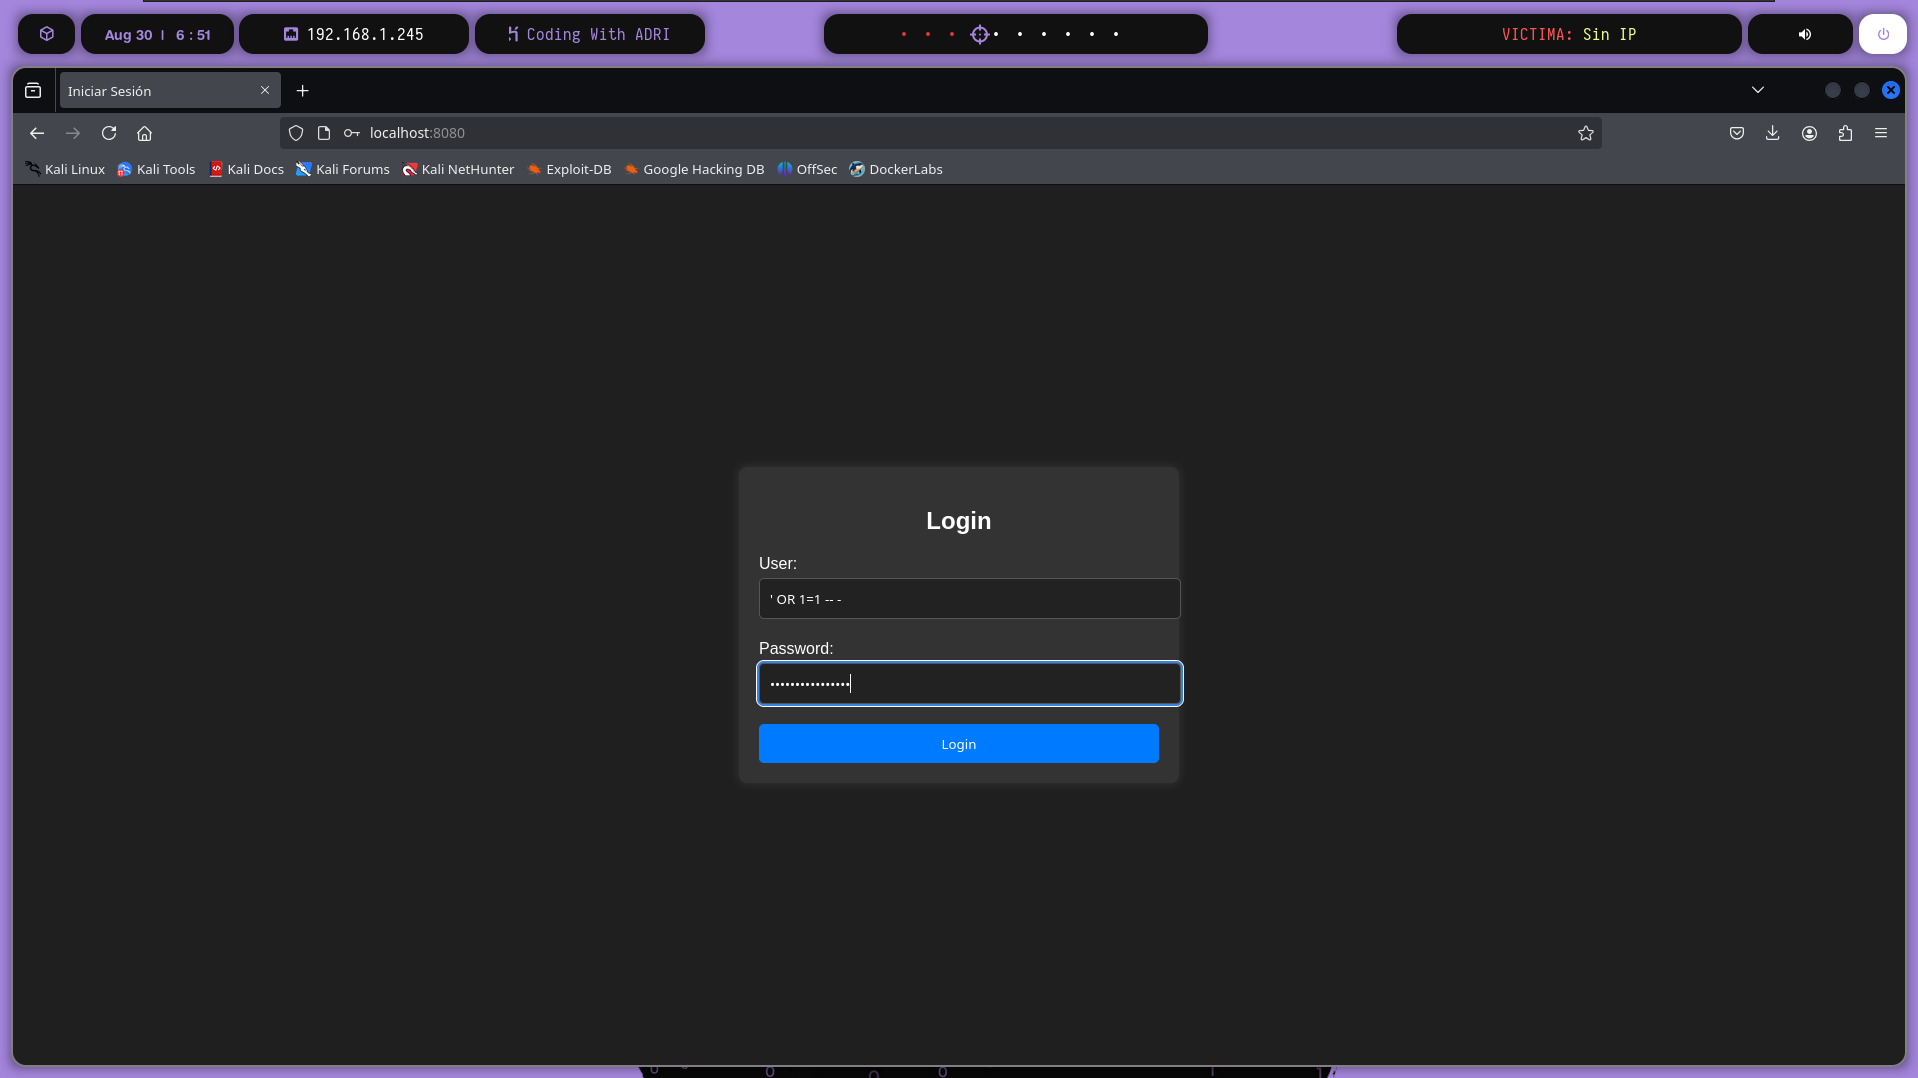 Aug 30 | 6 : 51
192.168.1.245
Coding With ADRI
VICTIMA: Sin IP
Iniciar Sesión
localhost:8080
Kali Linux
Kali Tools
Kali Docs
Kali Forums
Kali NetHunter
Exploit-DB
Google Hacking DB
OffSec
DockerLabs
Login
User:
' OR 1=1 -- -
Password:
••••••••••••••••
Login